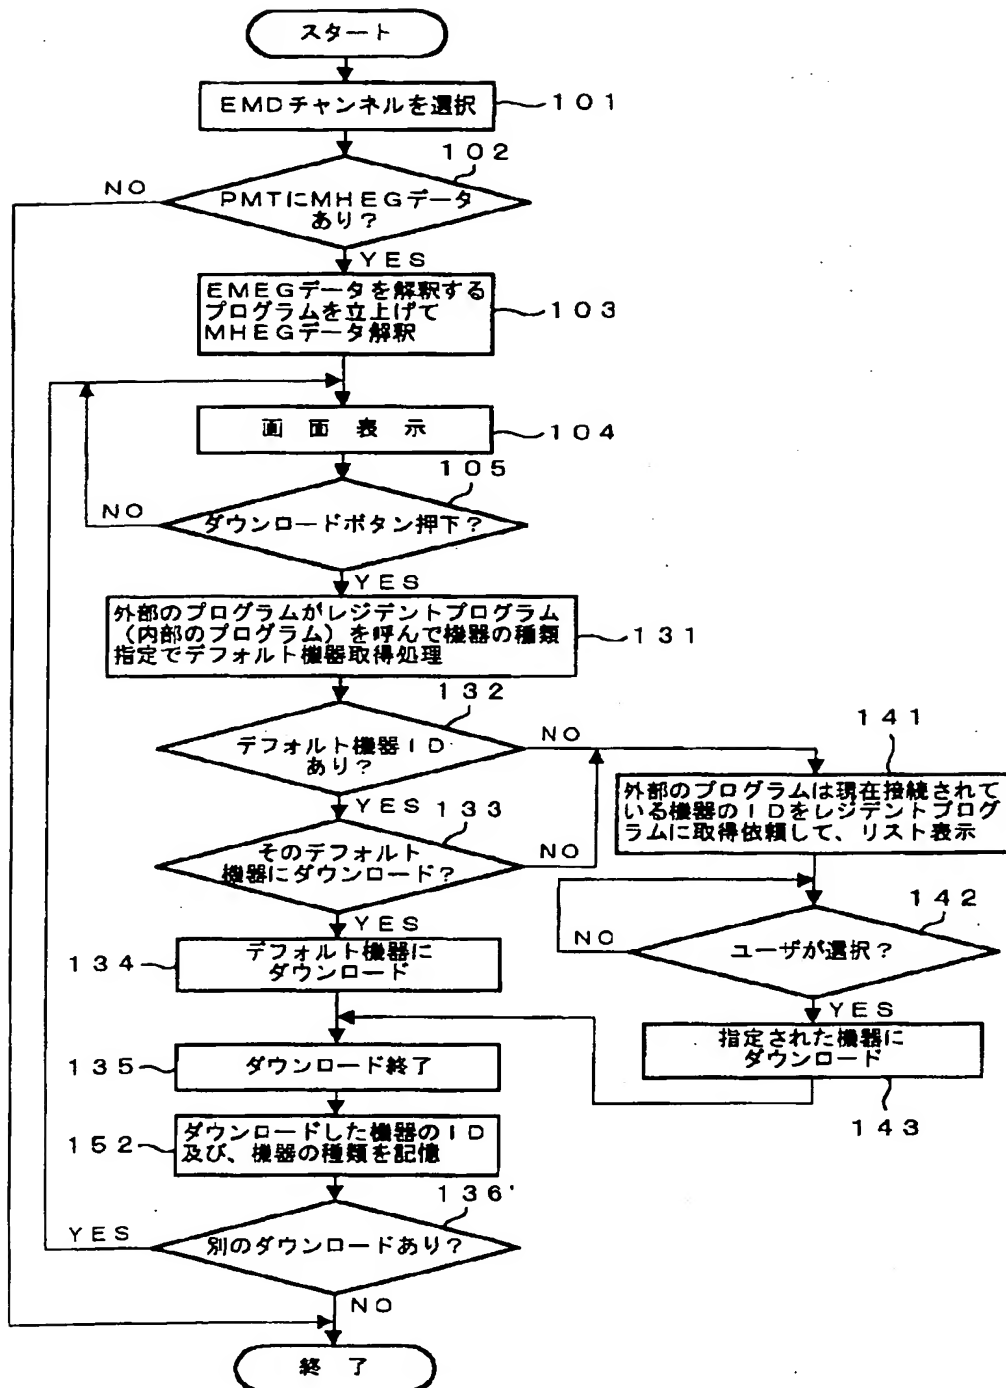 スタート
EMDチャンネルを選択
101
102
NO
PMTにMHEGデータ
あり?
YES
EMEGデータを解釈する
プログラムを立上げて
MHEGデータ解釈
103
画 面 表 示
104
105
NO
ダウンロードボタン押下?
YES
外部のプログラムがレジデントプログラム
(内部のプログラム)を呼んで機器の種類
指定でデフォルト機器取得処理
131
132
デフォルト機器ID
あり?
NO
YES
133
そのデフォルト
機器にダウンロード?
NO
YES
134
デフォルト機器に
ダウンロード
141
外部のプログラムは現在接続されて
いる機器のIDをレジデントプログ
ラムに取得依頼して、リスト表示
142
NO
ユーザが選択?
YES
指定された機器に
ダウンロード
143
135
ダウンロード終了
152
ダウンロードした機器のID
及び、機器の種類を記憶
136
YES
別のダウンロードあり?
NO
終 了